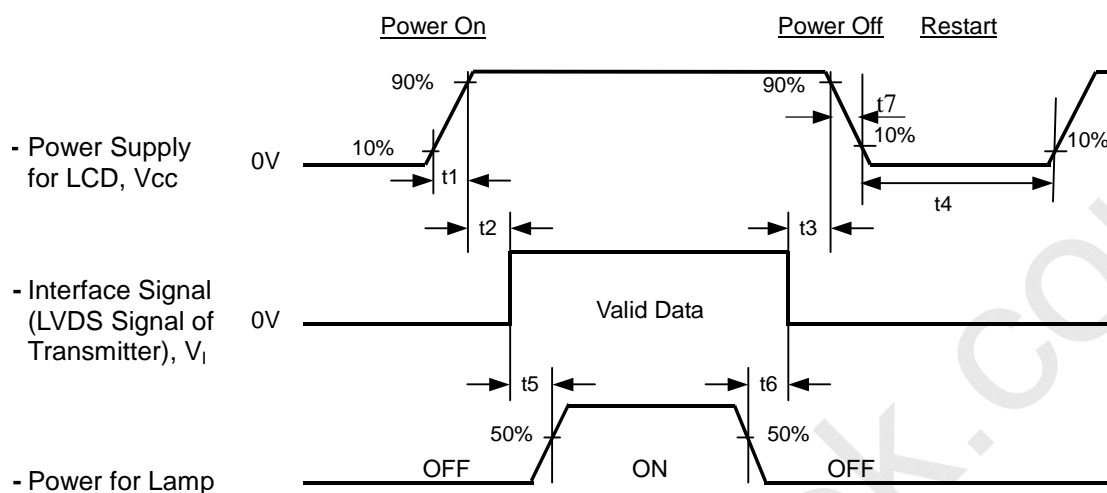 Power On
Power Off
Restart
90%
90%
t7
- Power Supply
for LCD, Vcc
0V
10%
10%
10%
t1
t4
t2
t3
- Interface Signal
(LVDS Signal of
Transmitter), VI
0V
Valid Data
t5
t6
50%
50%
- Power for Lamp
OFF
ON
OFF